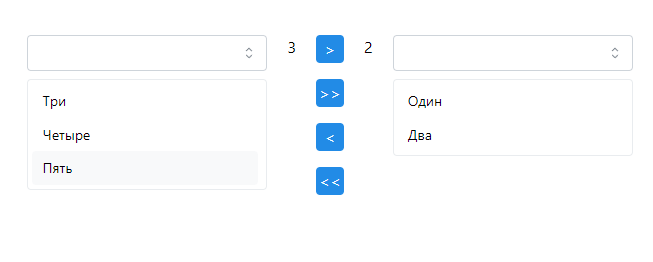 3 > 2
Три
Четыре
Пять
>>
<
<<
Один
Два